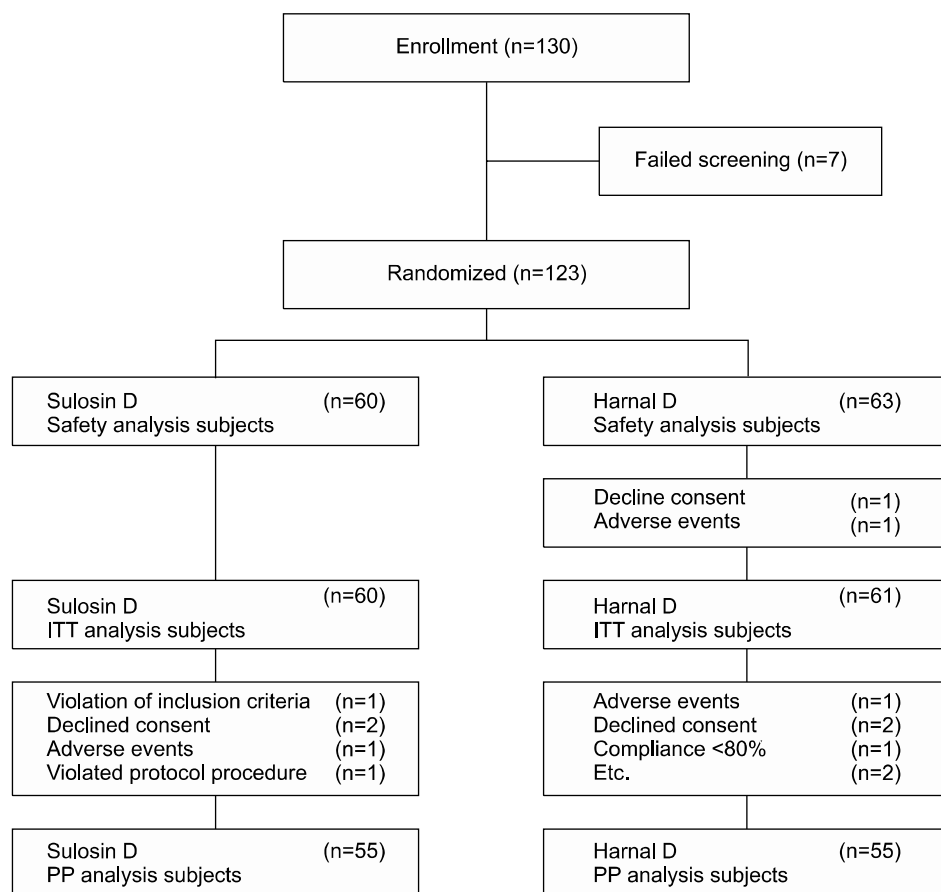 Enrollment (n=130)
Failed screening (n=7)
Randomized (n=123)
Sulosin D (n=60)
Safety analysis subjects
Harnal D (n=63)
Safety analysis subjects
Decline consent (n=1)
Adverse events (n=1)
Sulosin D (n=60)
ITT analysis subjects
Harnal D (n=61)
ITT analysis subjects
Violation of inclusion criteria (n=1)
Declined consent (n=2)
Adverse events (n=1)
Violated protocol procedure (n=1)
Adverse events (n=1)
Declined consent (n=2)
Compliance <80% (n=1)
Etc. (n=2)
Sulosin D (n=55)
PP analysis subjects
Harnal D (n=55)
PP analysis subjects